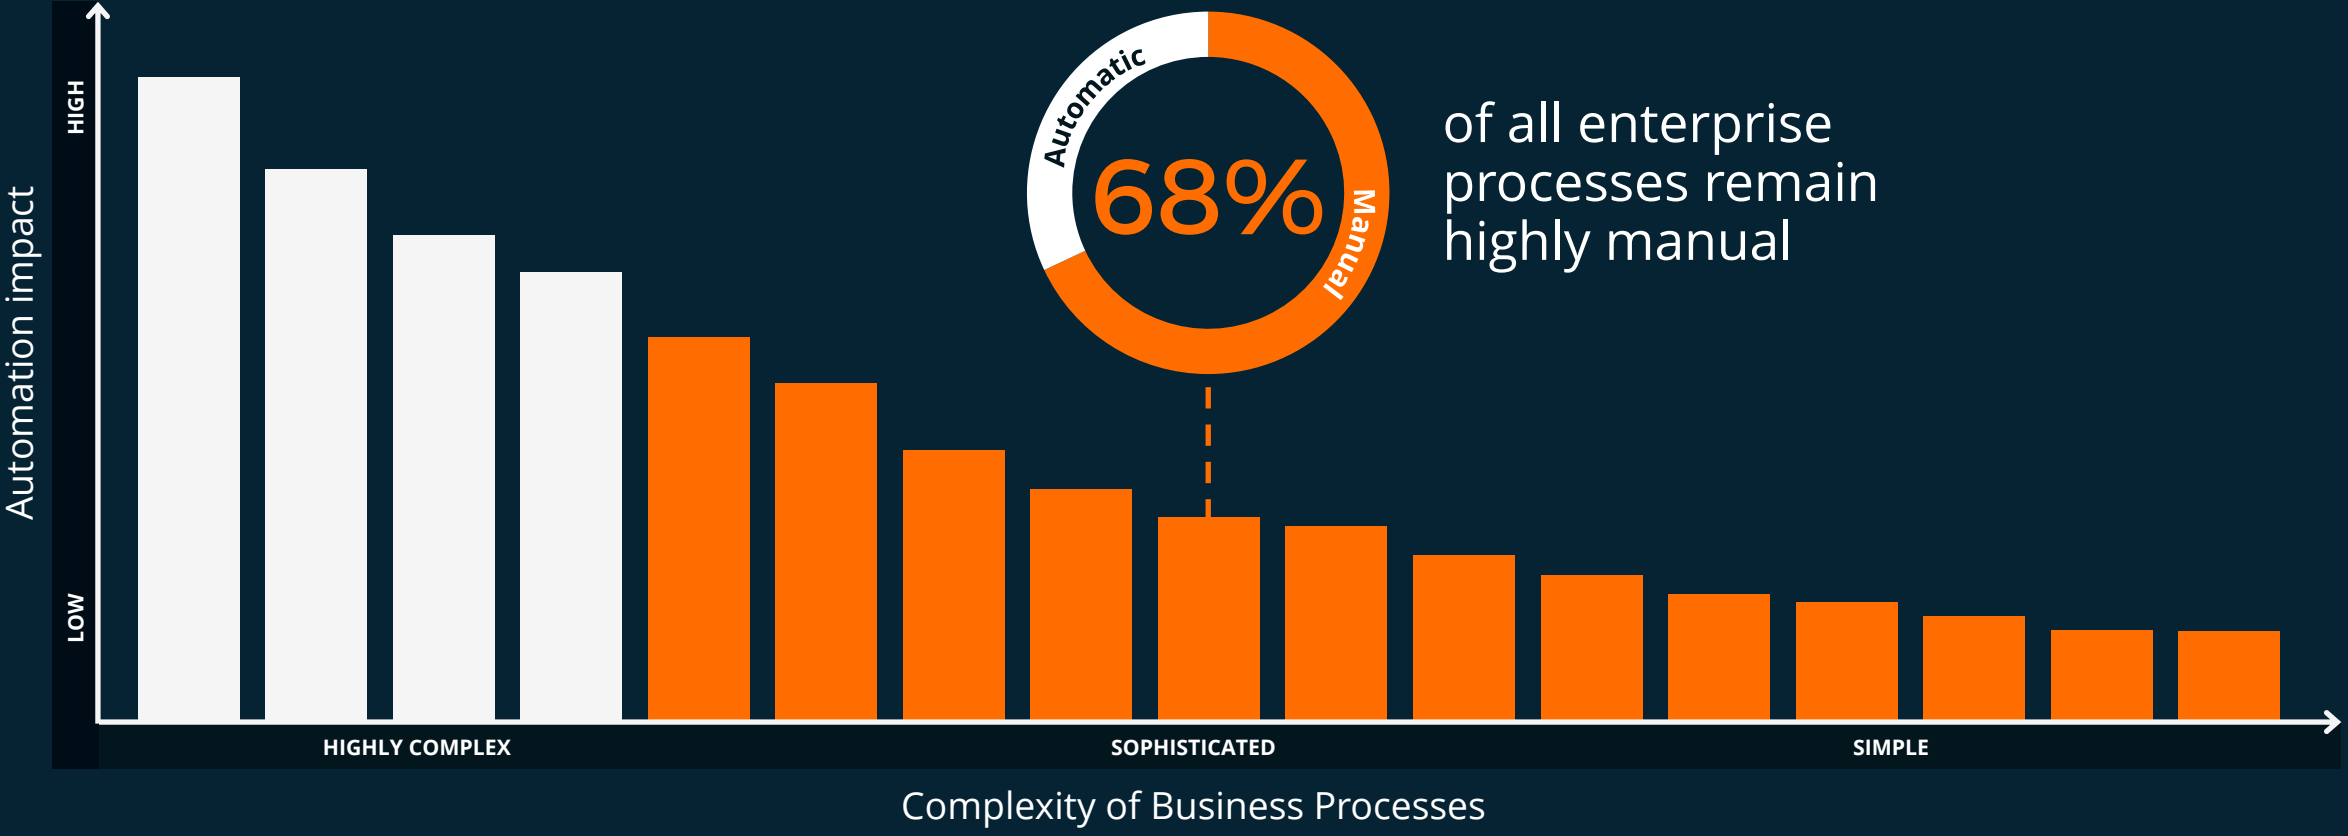 Automation impact
HIGH
LOW
Automatic
68%
Manual
of all enterprise
processes remain
highly manual
HIGHLY COMPLEX
SOPHISTICATED
SIMPLE
Complexity of Business Processes